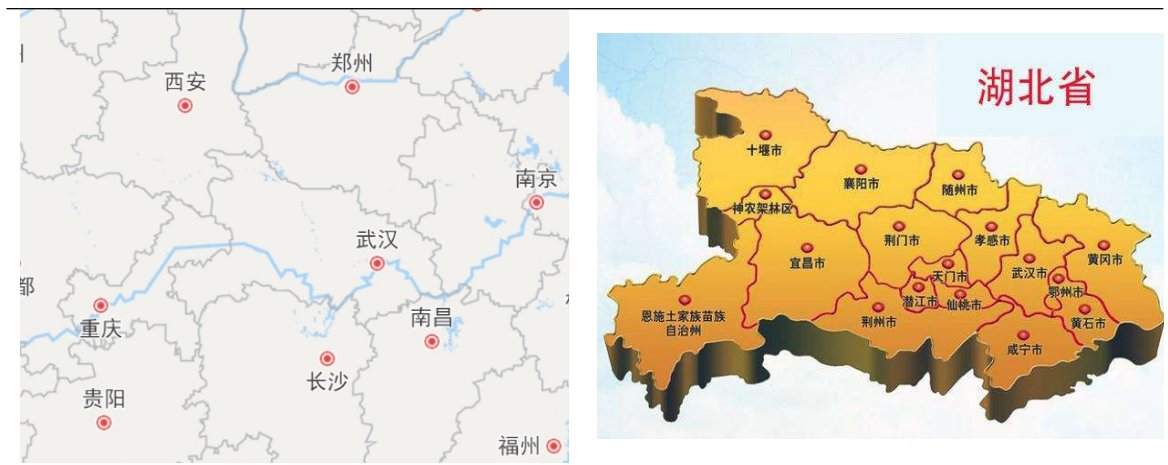 西安
郑州
南京
武汉
都
重庆
南昌
长沙
贵阳
福州
湖北省
十堰市
襄阳市
随州市
神农架林区
荆门市
孝感市
宜昌市
天门市
武汉市
黄冈市
鄂州市
恩施土家族苗族
自治州
潜江市
仙桃市
荆州市
黄石市
咸宁市